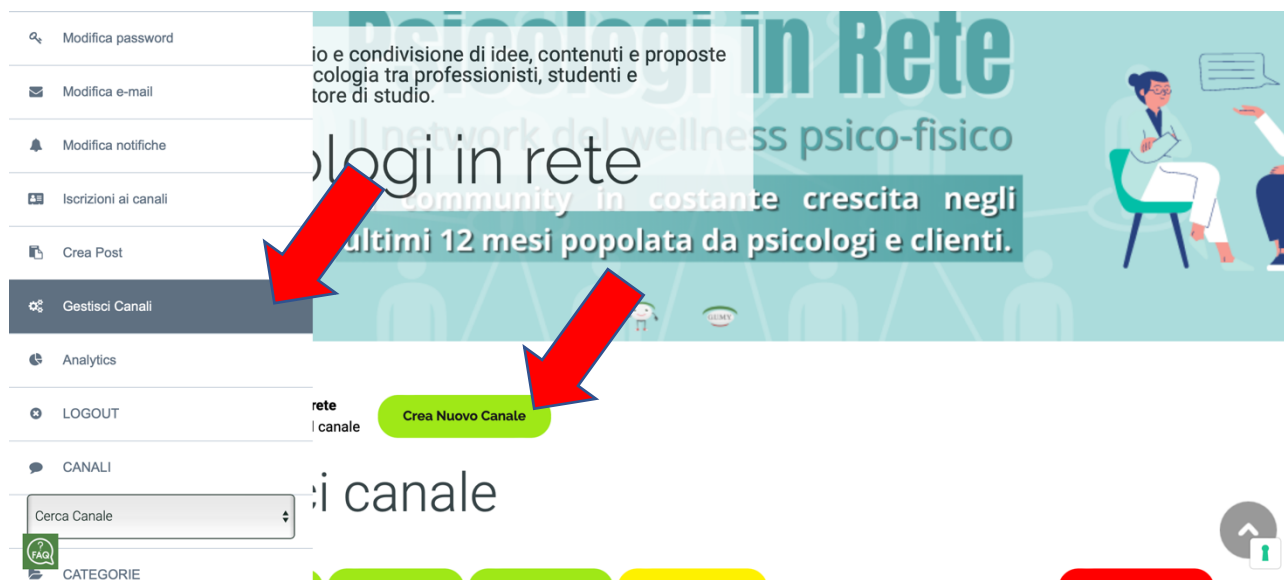 Modifica password
Modifica e-mail
Modifica notifiche
Iscrizioni ai canali
Crea Post
Gestisci Canali
Analytics
LOGOUT
CANALI
Cerca Canale
? FAQ
CATEGORIE
Psicologi in Rete
io e condivisione di idee, contenuti e proposte
cologia tra professionisti, studenti e
tore di studio.
Il network del wellness psico-fisico
ologi in rete
community in costante crescita negli
ultimi 12 mesi popolata da psicologi e clienti.
GUMY
rete
l canale
Crea Nuovo Canale
ci canale